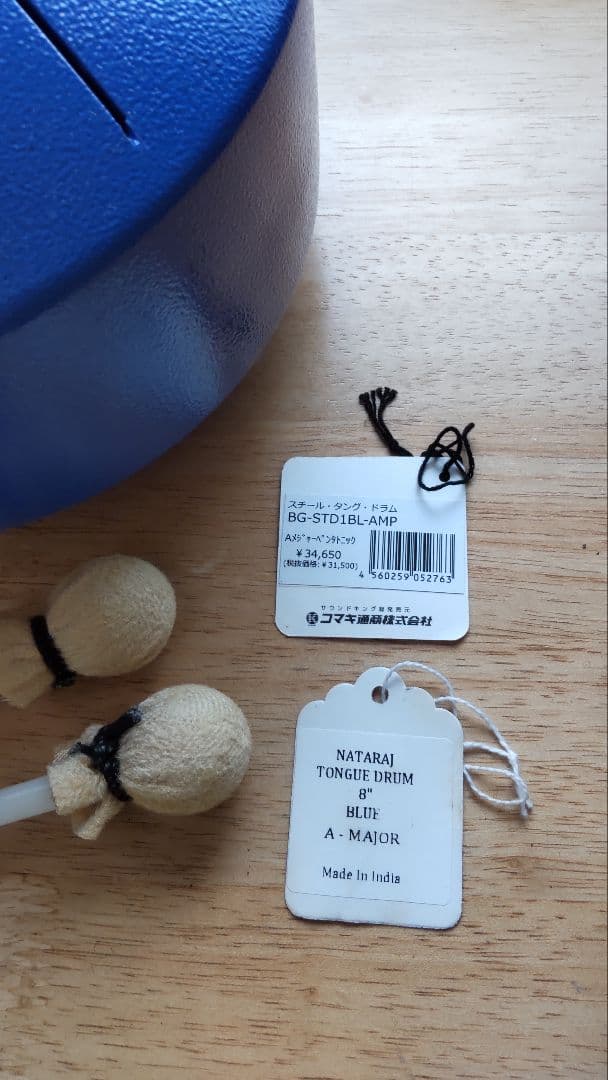 スチール・タング・ドラム
BG-STD1BL-AMP
Aメジャーペンタトニック
￥34,650
(税抜価格:￥31,500)
4 560259 052763
サウンドキング総発売元
コマキ通商株式会社
NATARAJ
TONGUE DRUM
8"
BLUE
A - MAJOR
Made In India